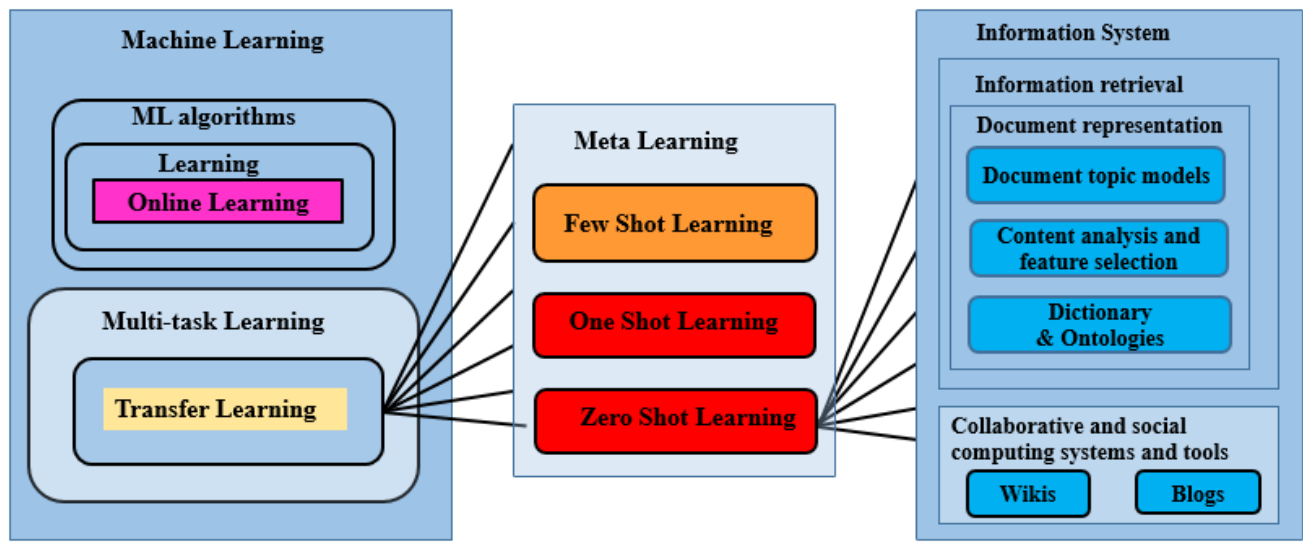 Machine Learning
ML algorithms
Learning
Online Learning
Multi-task Learning
Transfer Learning
Meta Learning
Few Shot Learning
One Shot Learning
Zero Shot Learning
Information System
Information retrieval
Document representation
Document topic models
Content analysis and
feature selection
Dictionary
& Ontologies
Collaborative and social
computing systems and tools
Wikis
Blogs